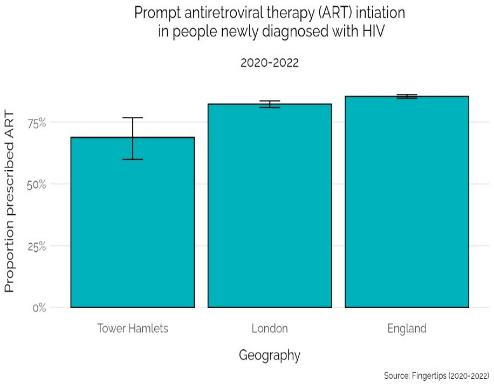 Prompt antiretroviral therapy (ART) intiation
in people newly diagnosed with HIV
2020-2022
Proportion prescribed ART
75%
50%
25%
0%
Tower Hamlets
London
England
Geography
Source: Fingertips (2020-2022)